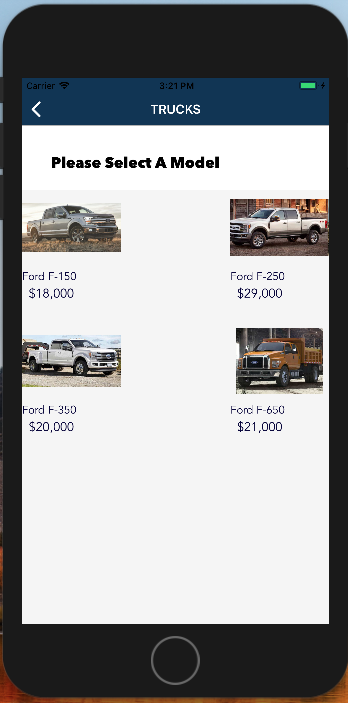 Carrier 3:21 PM
TRUCKS
Please Select A Model
Ford F-150 Ford F-250
$18,000 $29,000
Ford F-350 Ford F-650
$20,000 $21,000